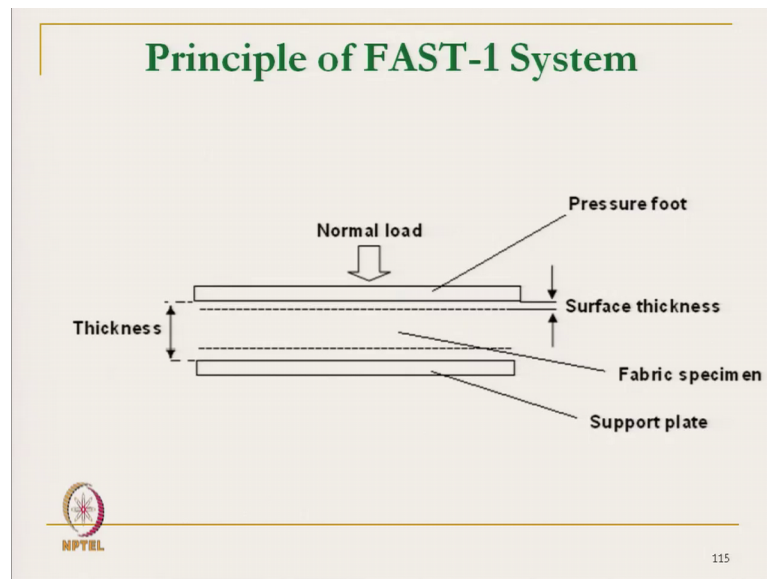 Principle of FAST-1 System
Pressure foot
Normal load
Surface thickness
Thickness
Fabric specimen
Support plate
NPTEL
115